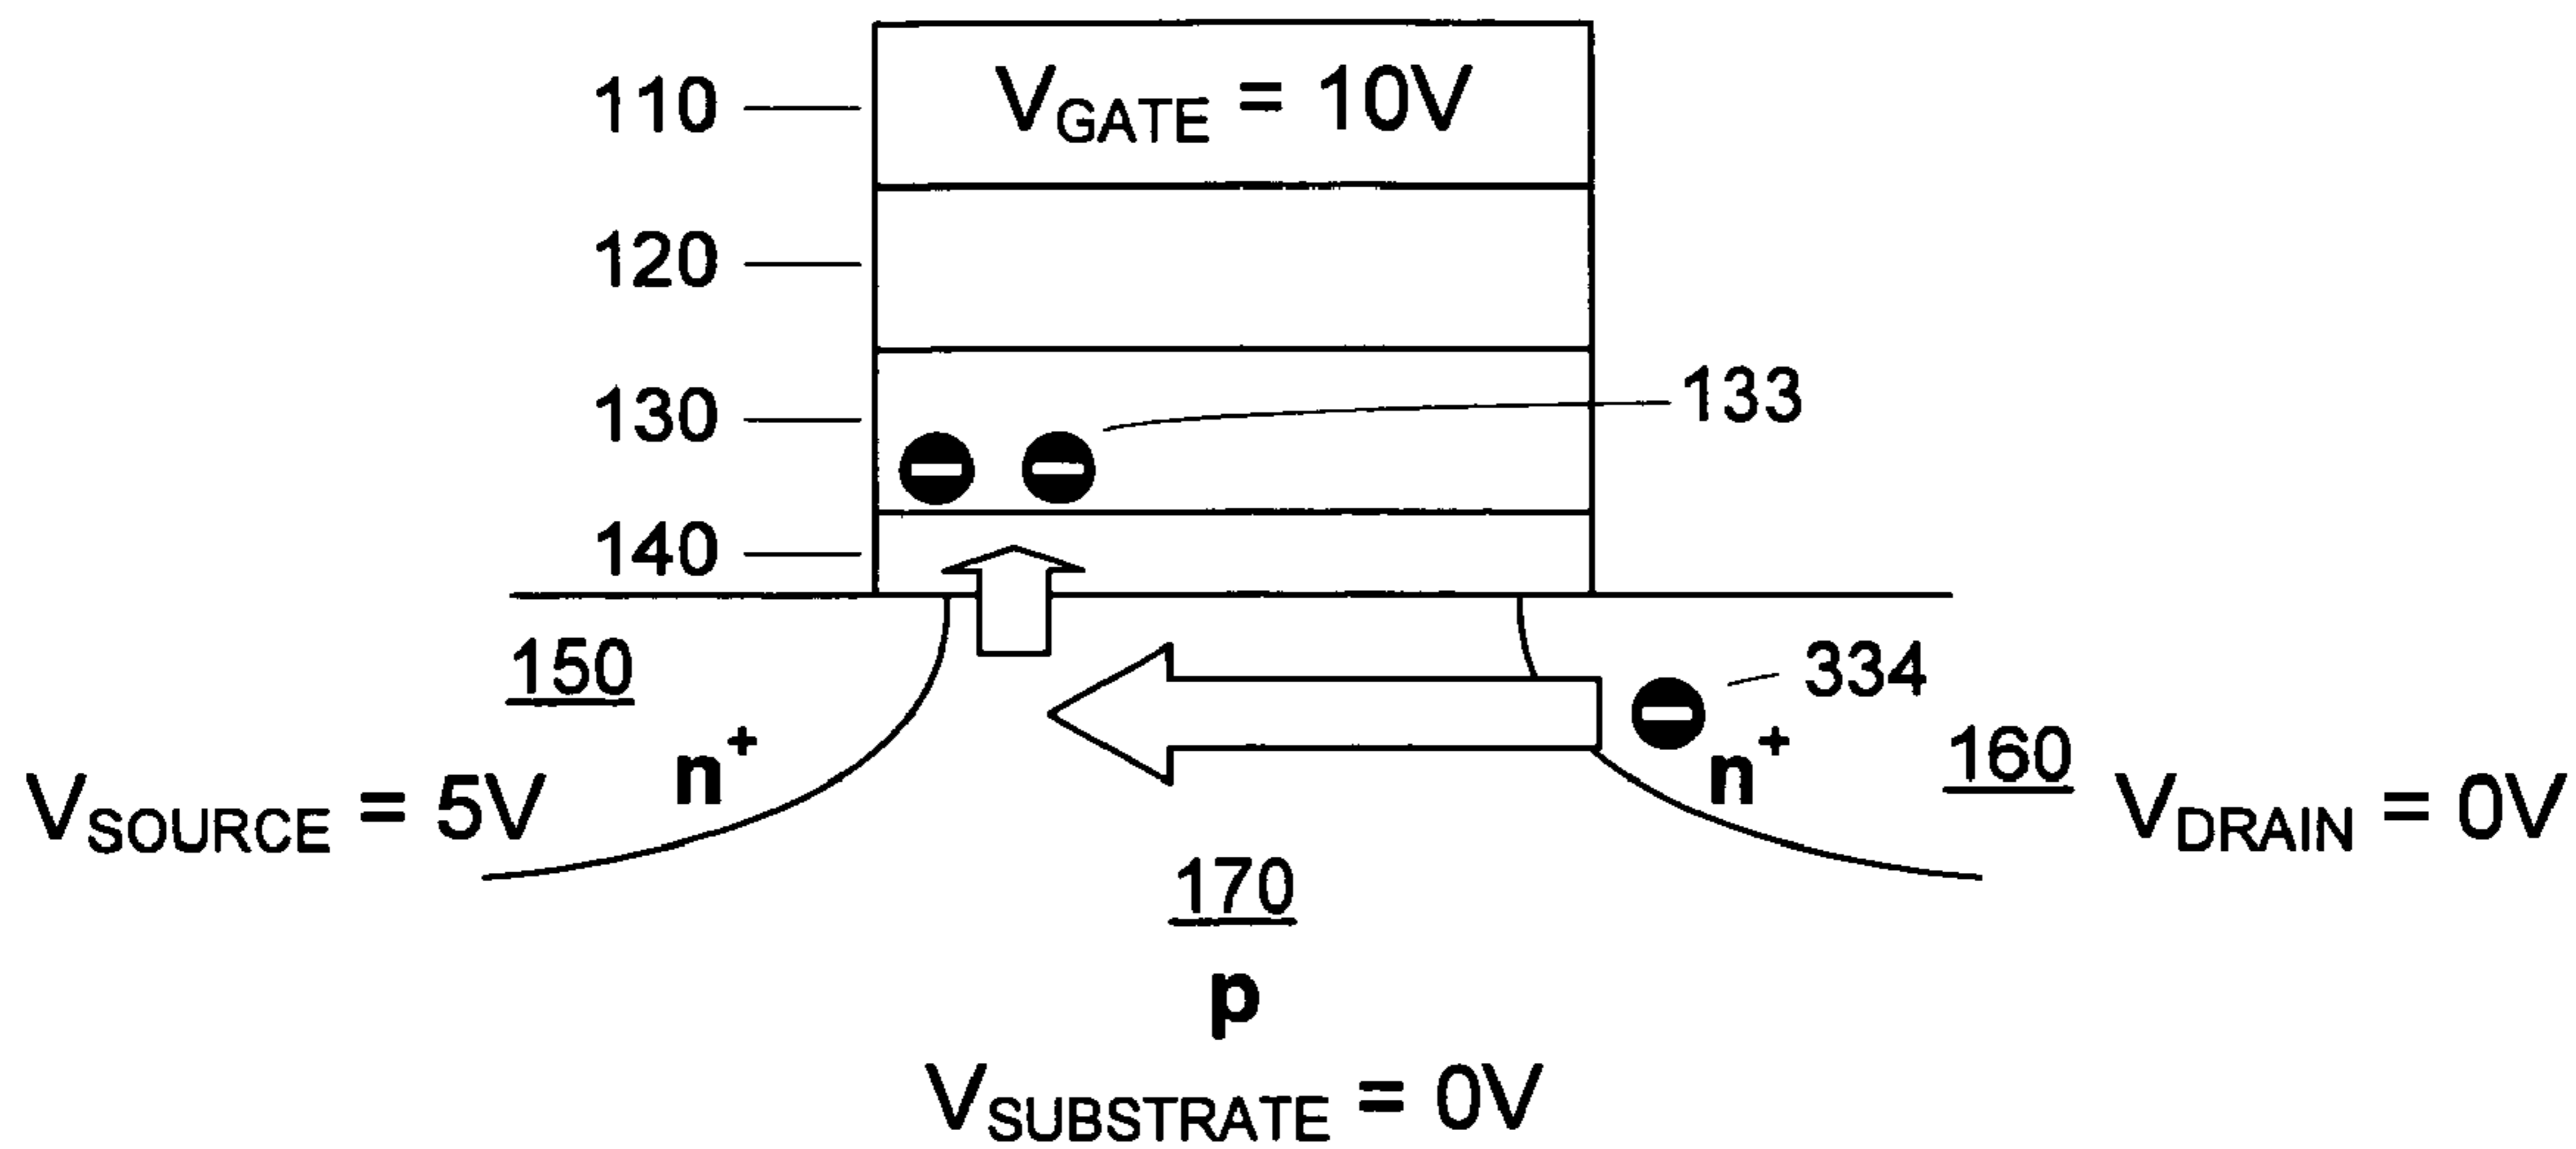 110
V_GATE = 10V
120
130
133
140
150
334
n+
n+
160
V_SOURCE = 5V
V_DRAIN = 0V
170
p
V_SUBSTRATE = 0V